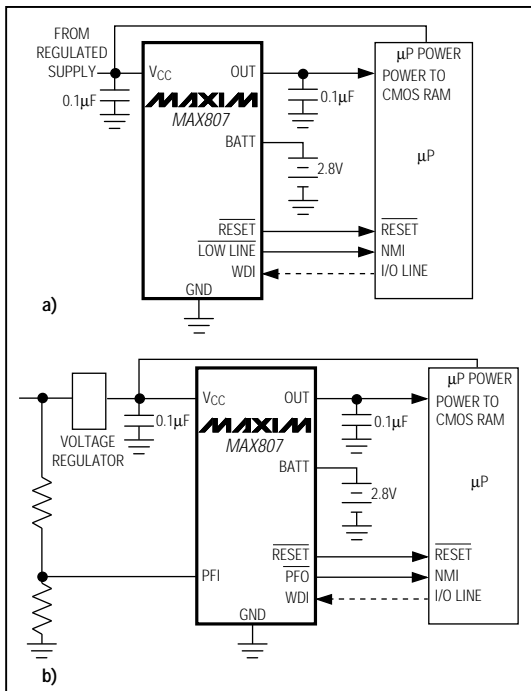 FROM
REGULATED
SUPPLY
VCC
OUT
µP POWER
POWER TO
CMOS RAM
0.1µF
MAXIM
MAX807
0.1µF
BATT
2.8V
µP
RESET
RESET
LOW LINE
NMI
WDI
I/O LINE
GND
a)
VCC
OUT
µP POWER
POWER TO
CMOS RAM
0.1µF
MAXIM
MAX807
0.1µF
VOLTAGE
REGULATOR
BATT
2.8V
µP
RESET
RESET
PFI
PFO
NMI
WDI
I/O LINE
GND
b)